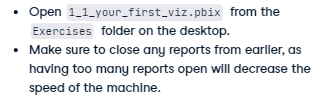 • Open 1_1_your_first_viz.pbix from the
Exercises folder on the desktop.
• Make sure to close any reports from earlier, as
having too many reports open will decrease the
speed of the machine.